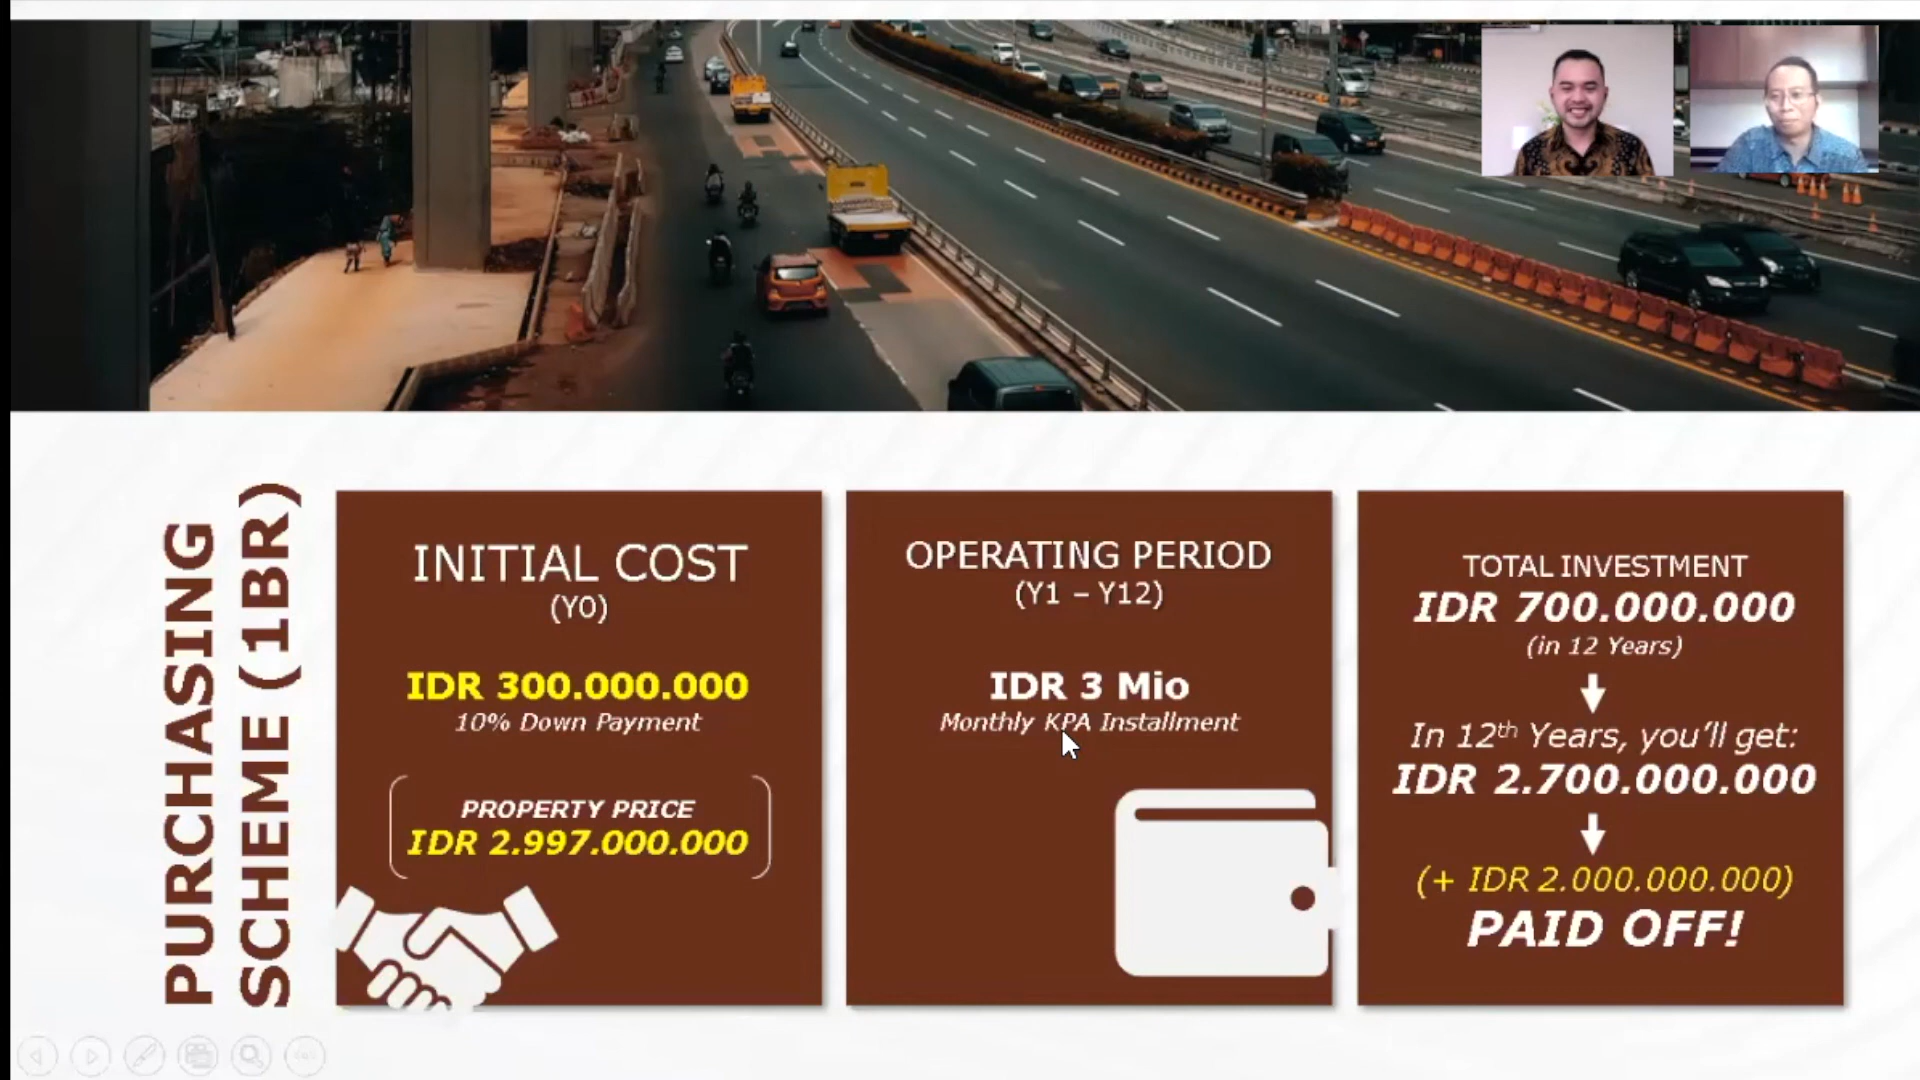 PURCHASING
SCHEME (1BR)
INITIAL COST
(Y0)
IDR 300.000.000
10% Down Payment
PROPERTY PRICE
IDR 2.997.000.000
OPERATING PERIOD
(Y1 – Y12)
IDR 3 Mio
Monthly KPA Installment
TOTAL INVESTMENT
IDR 700.000.000
(in 12 Years)
In 12th Years, you'll get:
IDR 2.700.000.000
(+ IDR 2.000.000.000)
PAID OFF!